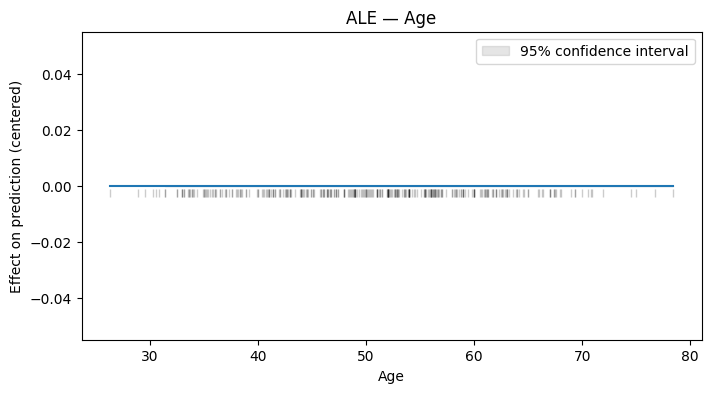 ALE — Age
95% confidence interval
Effect on prediction (centered)
0.04
0.02
0.00
−0.02
−0.04
30
40
50
60
70
80
Age